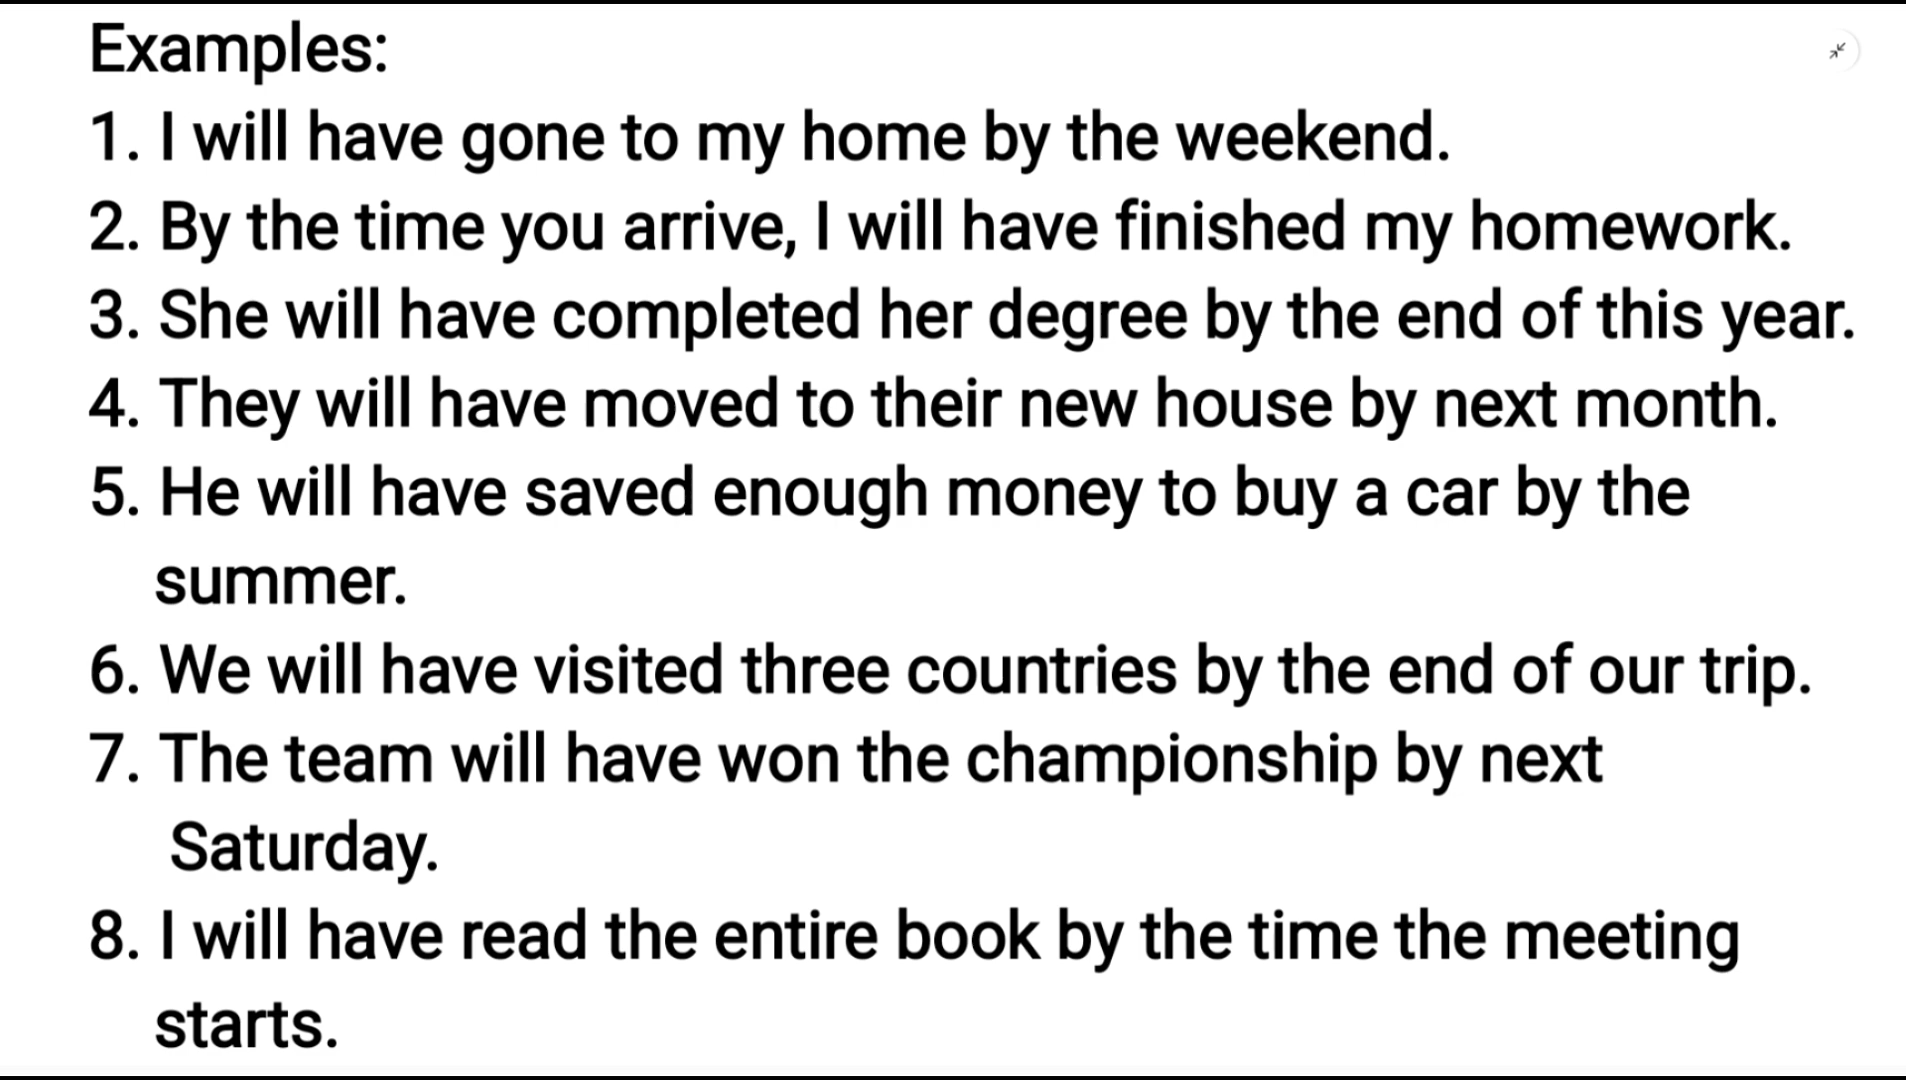 Examples:
1. I will have gone to my home by the weekend.
2. By the time you arrive, I will have finished my homework.
3. She will have completed her degree by the end of this year.
4. They will have moved to their new house by next month.
5. He will have saved enough money to buy a car by the
summer.
6. We will have visited three countries by the end of our trip.
7. The team will have won the championship by next
Saturday.
8. I will have read the entire book by the time the meeting
starts.